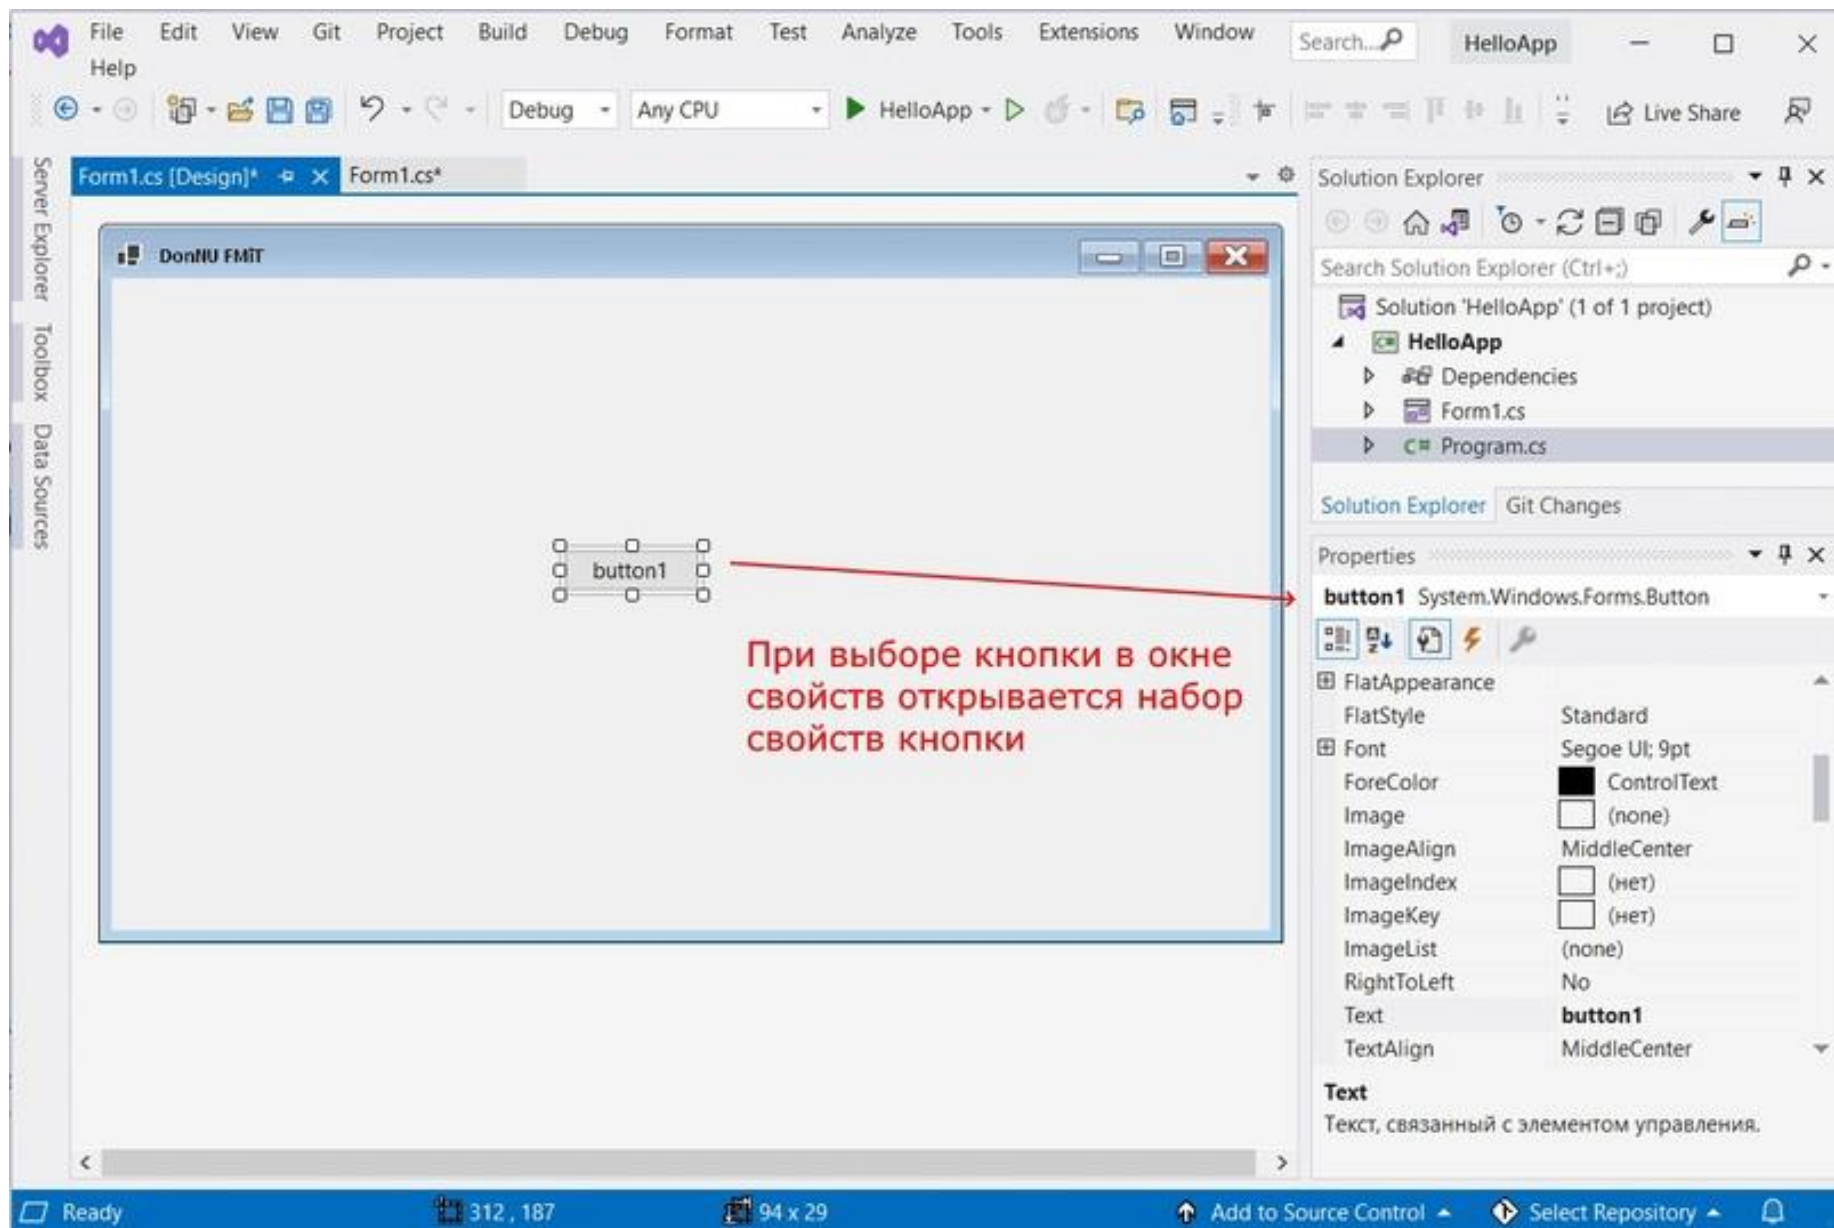 File Edit View Git Project Build Debug Format Test Analyze Tools Extensions Window Search... HelloApp
Help
Debug Any CPU HelloApp Live Share
Server Explorer
Toolbox
Data Sources
Form1.cs [Design]* Form1.cs*
DonNU FMiT
button1
При выборе кнопки в окне
свойств открывается набор
свойств кнопки
Solution Explorer
Search Solution Explorer (Ctrl+;)
Solution 'HelloApp' (1 of 1 project)
HelloApp
Dependencies
Form1.cs
C# Program.cs
Solution Explorer Git Changes
Properties
button1 System.Windows.Forms.Button
FlatAppearance
FlatStyle Standard
Font Segoe UI; 9pt
ForeColor ControlText
Image (none)
ImageAlign MiddleCenter
ImageIndex (нет)
ImageKey (нет)
ImageList (none)
RightToLeft No
Text button1
TextAlign MiddleCenter
Text
Текст, связанный с элементом управления.
Ready 312 , 187 94 x 29 Add to Source Control Select Repository